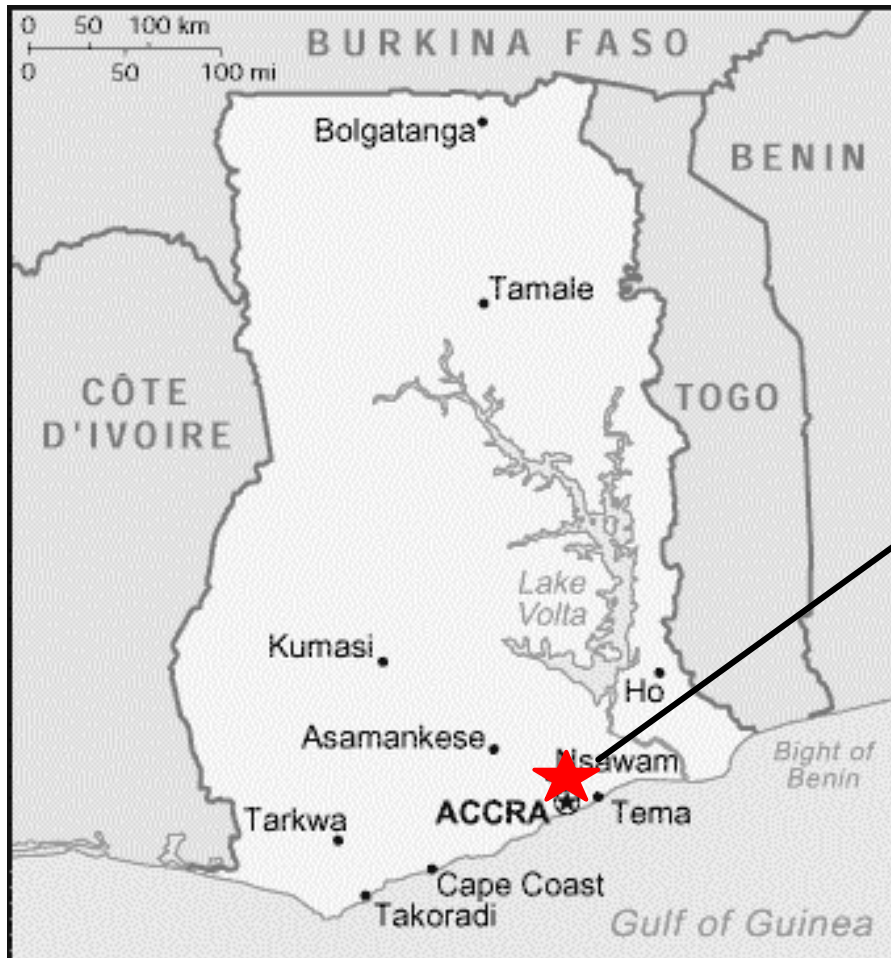 0 50 100 km
0 50 100 mi
BURKINA FASO
Bolgatanga
BENIN
Tamale
CÔTE
D'IVOIRE
TOGO
Lake
Volta
Kumasi
Ho
Asamankese
Nsawam
Bight of
Benin
ACCRA
Tema
Tarkwa
Cape Coast
Takoradi
Gulf of Guinea